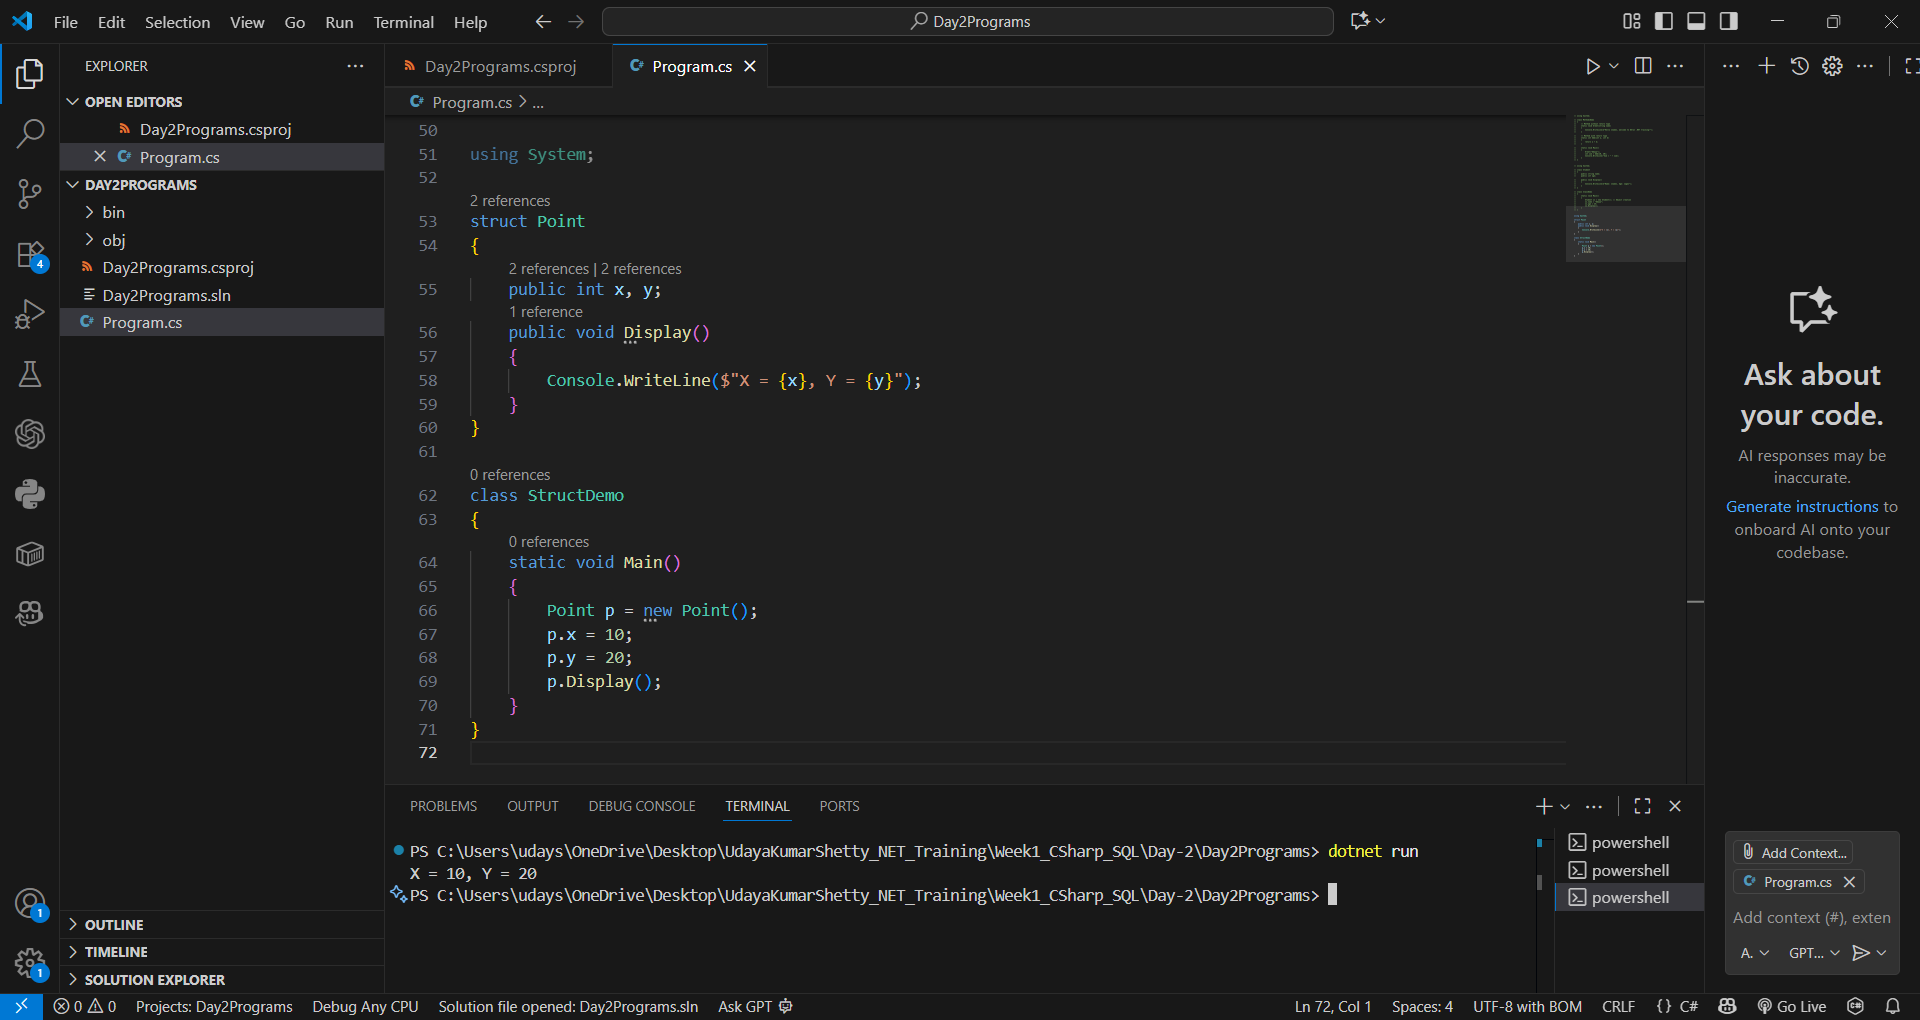 File Edit Selection View Go Run Terminal Help
Day2Programs
EXPLORER
OPEN EDITORS
Day2Programs.csproj
Program.cs
DAY2PROGRAMS
bin
obj
Day2Programs.csproj
Day2Programs.sln
Program.cs
4
1
1
OUTLINE
TIMELINE
SOLUTION EXPLORER
Day2Programs.csproj
Program.cs
Program.cs > ...
50
51 using System;
52
2 references
53 struct Point
54 {
2 references | 2 references
55 public int x, y;
1 reference
56 public void Display()
57 {
58 Console.WriteLine($"X = {x}, Y = {y}");
59 }
60 }
61
0 references
62 class StructDemo
63 {
0 references
64 static void Main()
65 {
66 Point p = new Point();
67 p.x = 10;
68 p.y = 20;
69 p.Display();
70 }
71 }
72
PROBLEMS OUTPUT DEBUG CONSOLE TERMINAL PORTS
PS C:\Users\udays\OneDrive\Desktop\UdayaKumarShetty_NET_Training\Week1_CSharp_SQL\Day-2\Day2Programs> dotnet run
X = 10, Y = 20
PS C:\Users\udays\OneDrive\Desktop\UdayaKumarShetty_NET_Training\Week1_CSharp_SQL\Day-2\Day2Programs>
powershell
powershell
powershell
Ask about
your code.
AI responses may be
inaccurate.
Generate instructions to
onboard AI onto your
codebase.
Add Context...
Program.cs
Add context (#), exten
A. GPT...
0 0 Projects: Day2Programs Debug Any CPU Solution file opened: Day2Programs.sln Ask GPT Ln 72, Col 1 Spaces: 4 UTF-8 with BOM CRLF {} C# Go Live